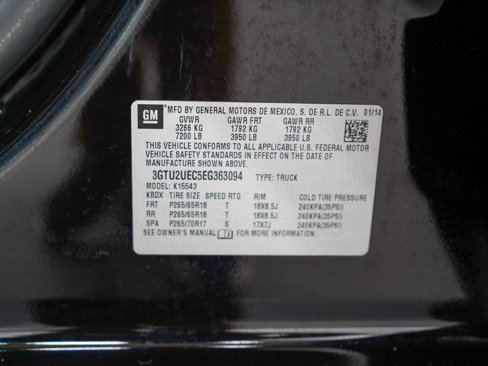 GM
*MFD BY GENERAL MOTORS DE MEXICO, S. DE R.L. DE C.V. 01/14
GVWR GAWR FRT GAWR RR
3266 KG 1792 KG 1792 KG
7200 LB 3950 LB 3950 LB
THIS VEHICLE CONFORMS TO ALL APPLICABLE U.S. FEDERAL MOTOR
VEHICLE SAFETY STANDARDS IN EFFECT ON THE DATE OF
MANUFACTURE SHOWN ABOVE.
3GTU2UEC5EG363094 TYPE: TRUCK
MODEL: K15543
KBDX TIRE SIZE SPEED RTG RIM COLD TIRE PRESSURE
FRT P265/65R18 T 18X8.5J 240KPA(35PSI)
RR P265/65R18 T 18X8.5J 240KPA(35PSI)
SPA P265/70R17 S 17X7J 240KPA(35PSI)
SEE OWNER'S MANUAL FOR MORE INFORMATION.